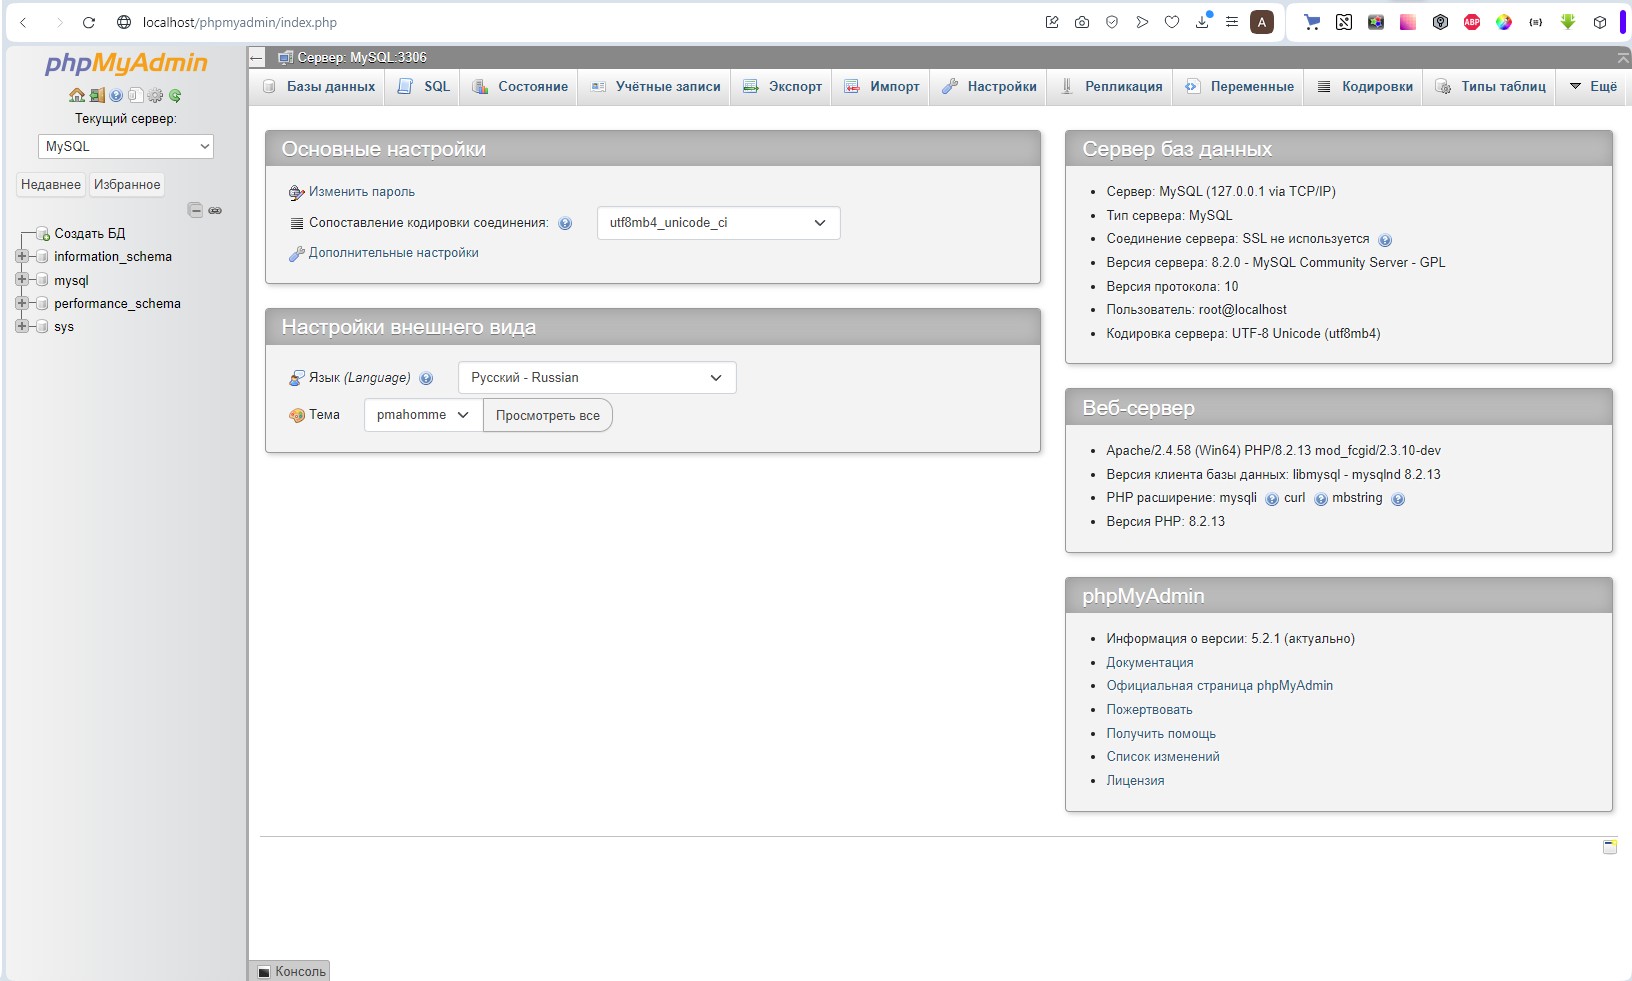 localhost/phpmyadmin/index.php
A
ABP
phpMyAdmin
Текущий сервер:
MySQL
Недавнее Избранное
Создать БД
information_schema
mysql
performance_schema
sys
Сервер: MySQL:3306
Базы данных SQL Состояние Учётные записи Экспорт Импорт Настройки Репликация Переменные Кодировки Типы таблиц Ещё
Основные настройки
Изменить пароль
Сопоставление кодировки соединения: utf8mb4_unicode_ci
Дополнительные настройки
Настройки внешнего вида
Язык (Language) Русский - Russian
Тема pmahomme Просмотреть все
Сервер баз данных
Сервер: MySQL (127.0.0.1 via TCP/IP)
Тип сервера: MySQL
Соединение сервера: SSL не используется
Версия сервера: 8.2.0 - MySQL Community Server - GPL
Версия протокола: 10
Пользователь: root@localhost
Кодировка сервера: UTF-8 Unicode (utf8mb4)
Веб-сервер
Apache/2.4.58 (Win64) PHP/8.2.13 mod_fcgid/2.3.10-dev
Версия клиента базы данных: libmysql - mysqlnd 8.2.13
PHP расширение: mysqli curl mbstring
Версия PHP: 8.2.13
phpMyAdmin
Информация о версии: 5.2.1 (актуально)
Документация
Официальная страница phpMyAdmin
Пожертвовать
Получить помощь
Список изменений
Лицензия
Консоль